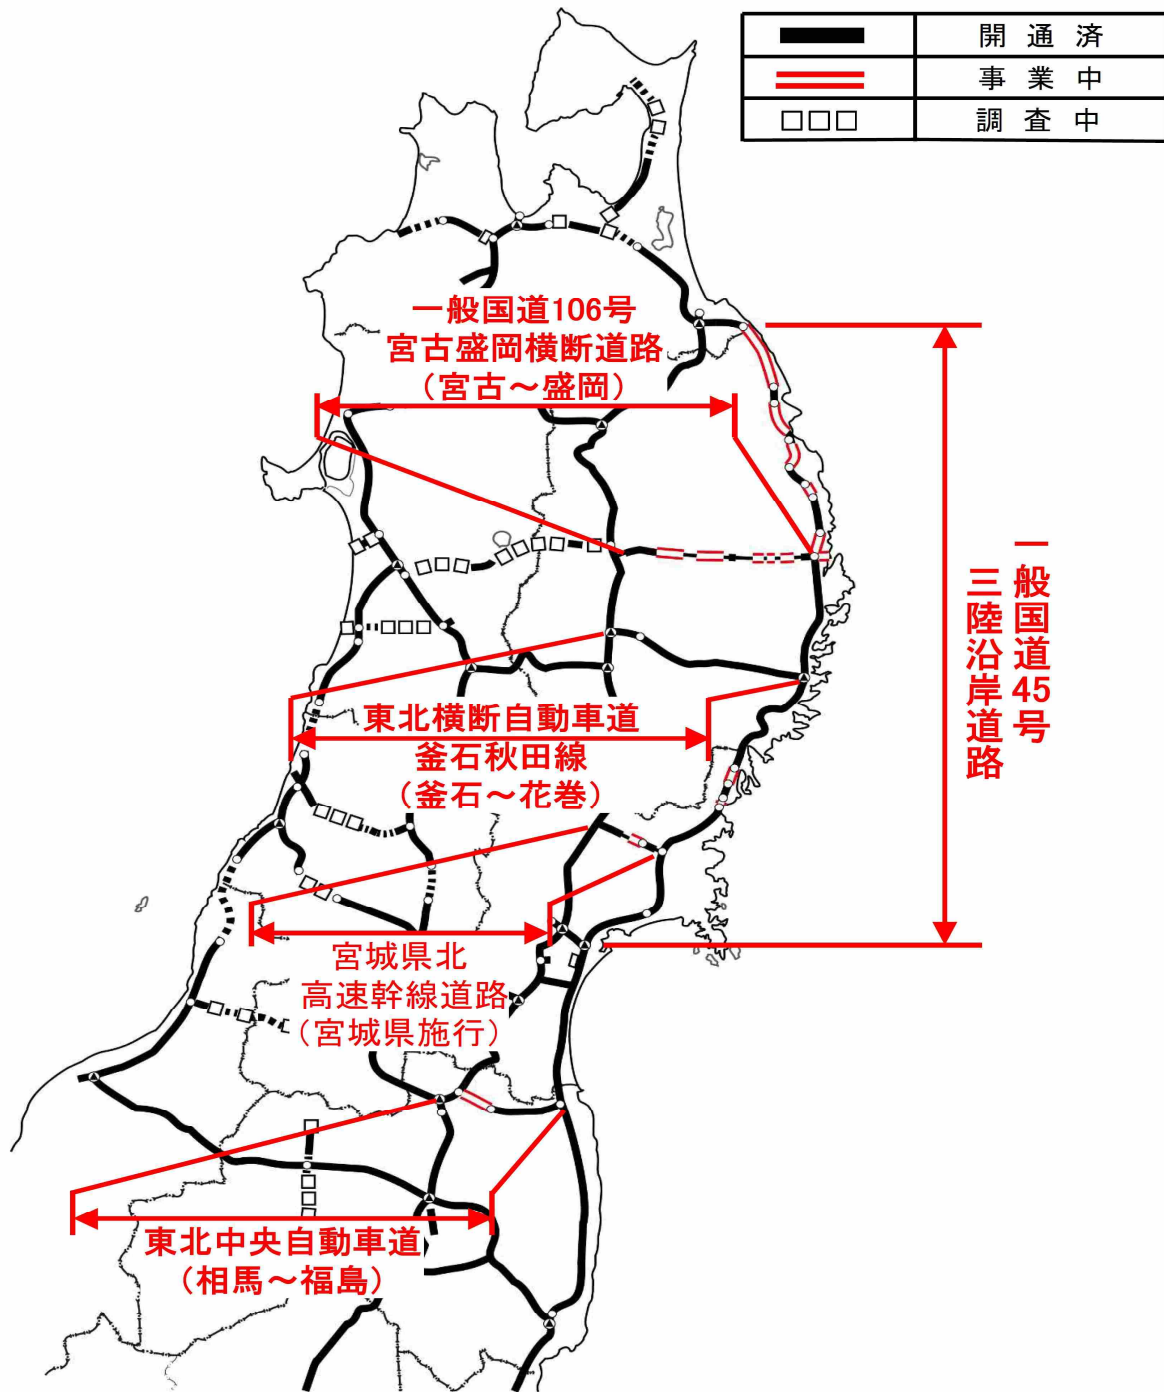 開通済
事業中
調査中
一般国道106号
宮古盛岡横断道路
（宮古～盛岡）
一般国道45号
三陸沿岸道路
東北横断自動車道
釜石秋田線
（釜石～花巻）
宮城県北
高速幹線道路
（宮城県施行）
東北中央自動車道
（相馬～福島）